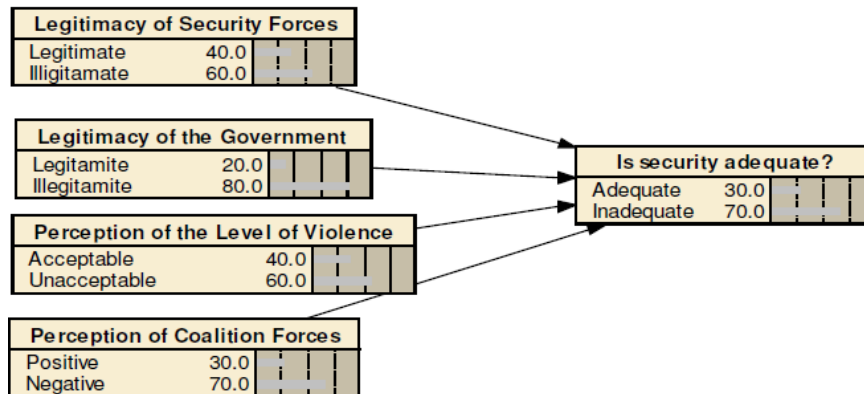 Legitimacy of Security Forces
Legitimate 40.0
Illigitamate 60.0
Legitimacy of the Government
Legitamite 20.0
Illegitamite 80.0
Is security adequate?
Adequate 30.0
Inadequate 70.0
Perception of the Level of Violence
Acceptable 40.0
Unacceptable 60.0
Perception of Coalition Forces
Positive 30.0
Negative 70.0